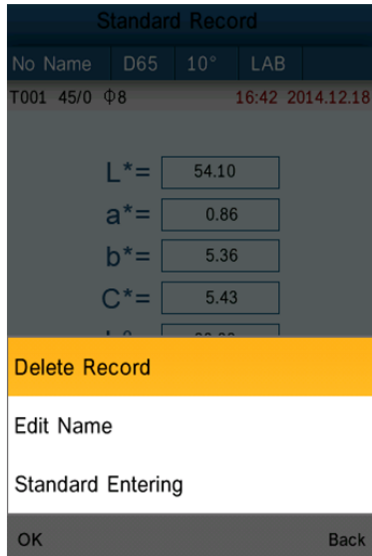 Standard Record
No Name D65 10° LAB
T001 45/0 Φ8 16:42 2014.12.18
L*= 54.10
a*= 0.86
b*= 5.36
C*= 5.43
Delete Record
Edit Name
Standard Entering
OK Back